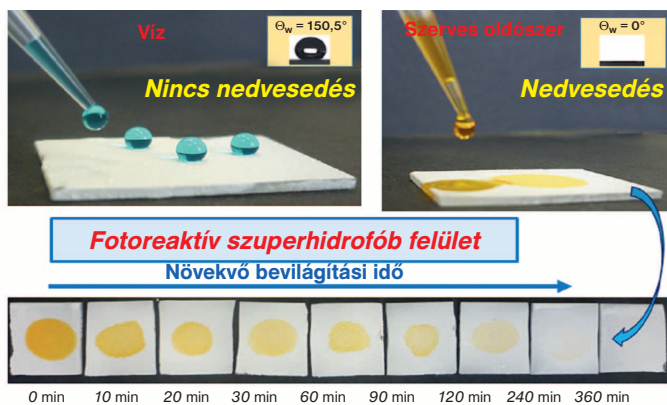 Víz
Θw = 150,5°
Nincs nedvesedés
Szerves oldószer
Θw = 0°
Nedvesedés
Fotoreaktív szuperhidrofób felület
Növekvő bevilágítási idő
0 min 10 min 20 min 30 min 60 min 90 min 120 min 240 min 360 min